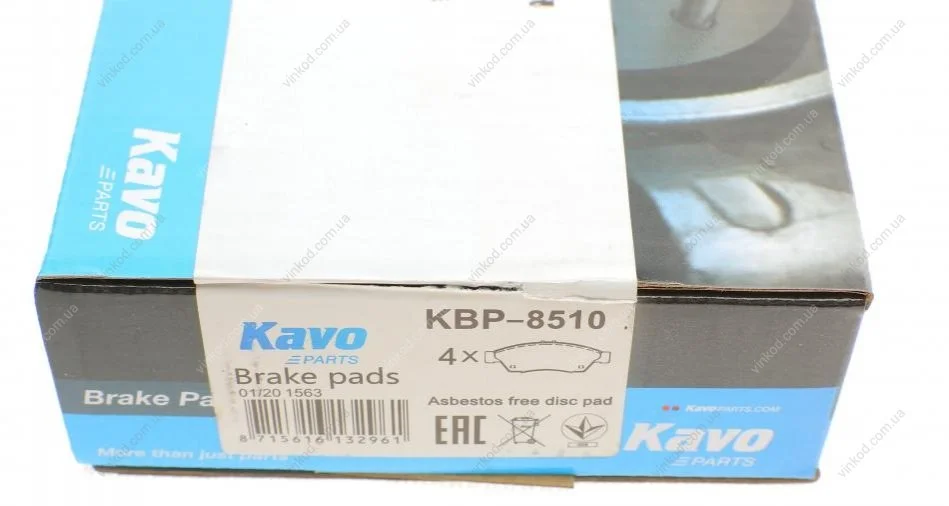 Kavo
PARTS
Kavo
PARTS
Brake pads
01/20 1563
8 715616 132961
KBP-8510
4×
Asbestos free disc pad
EAC
Brake Pa
More than just parts
KavoPARTS.COM
Kavo
PARTS
vinkod.com.ua